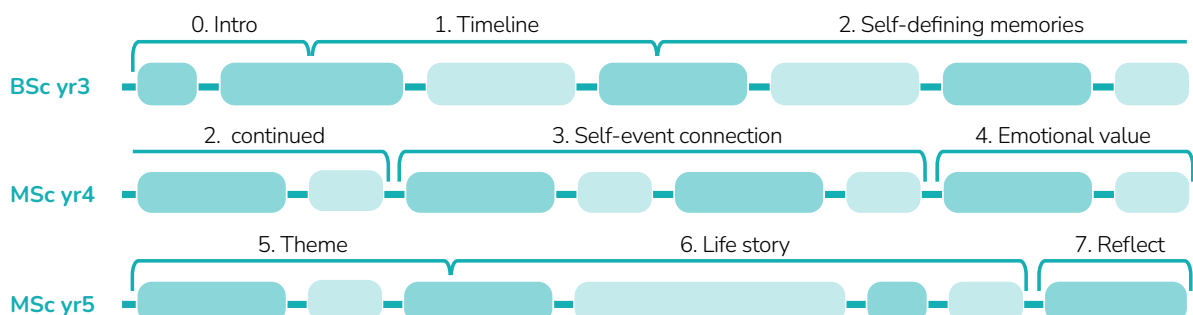 0. Intro 1. Timeline 2. Self-defining memories
BSc yr3
2. continued 3. Self-event connection 4. Emotional value
MSc yr4
5. Theme 6. Life story 7. Reflect
MSc yr5